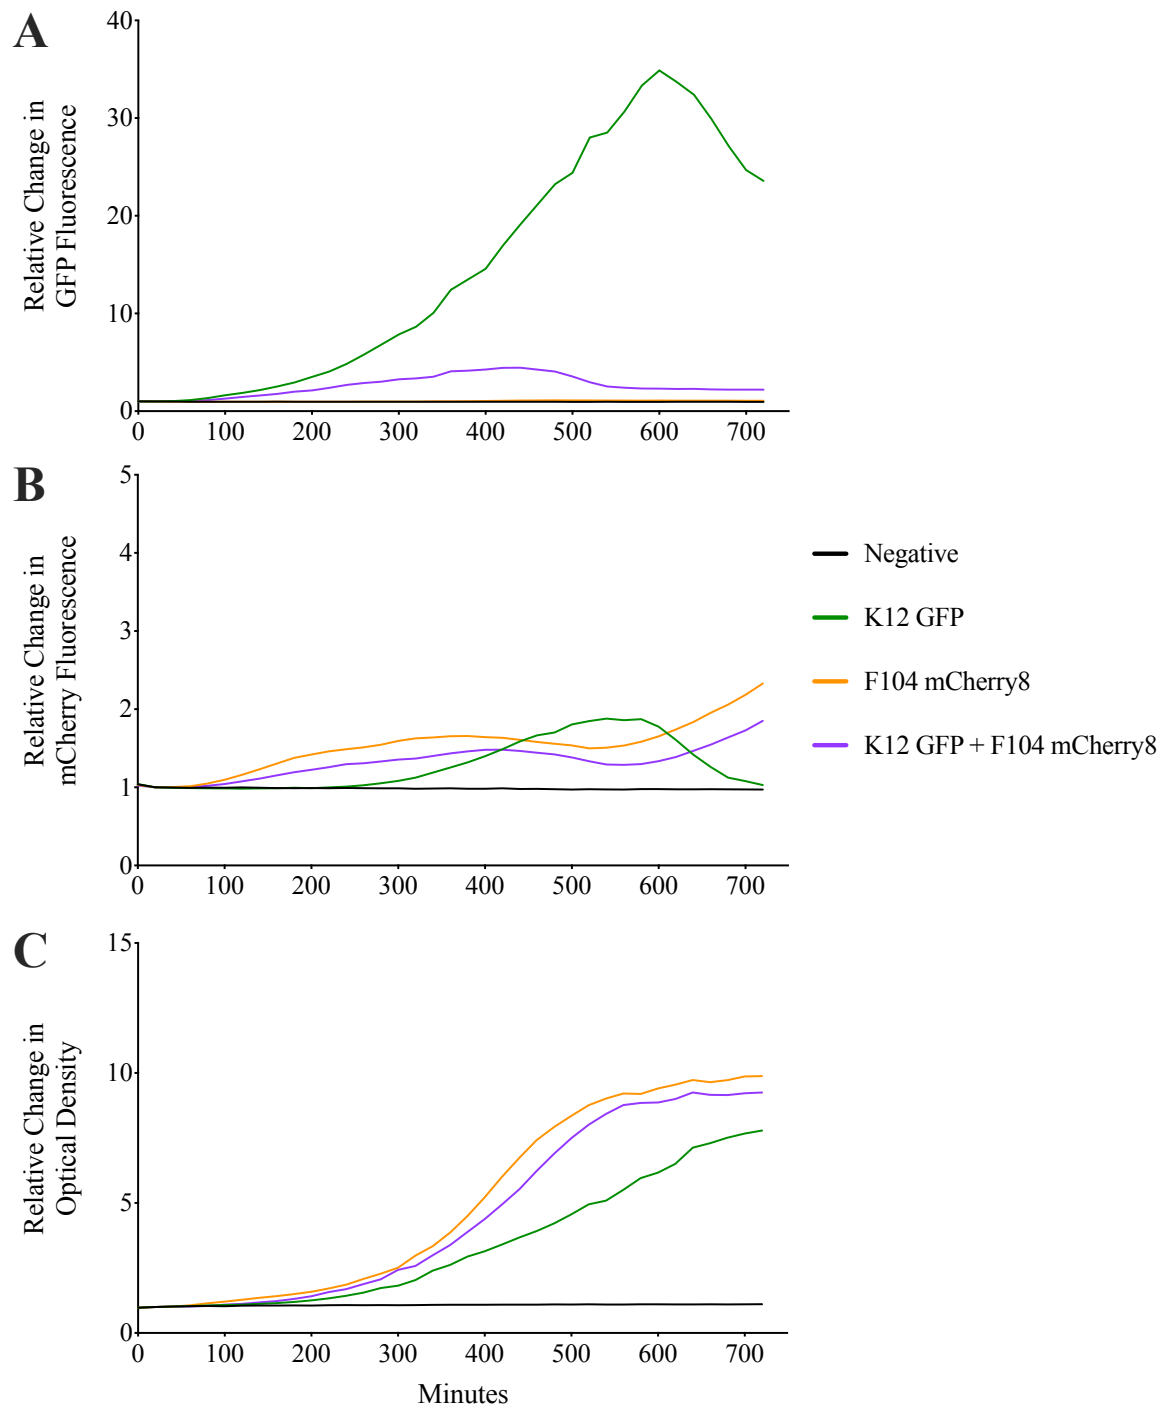 A
Relative Change in
GFP Fluorescence
40
30
20
10
0
0 100 200 300 400 500 600 700
B
Relative Change in
mCherry Fluorescence
5
4
3
2
1
0
0 100 200 300 400 500 600 700
Negative
K12 GFP
F104 mCherry8
K12 GFP + F104 mCherry8
C
Relative Change in
Optical Density
15
10
5
0
0 100 200 300 400 500 600 700
Minutes